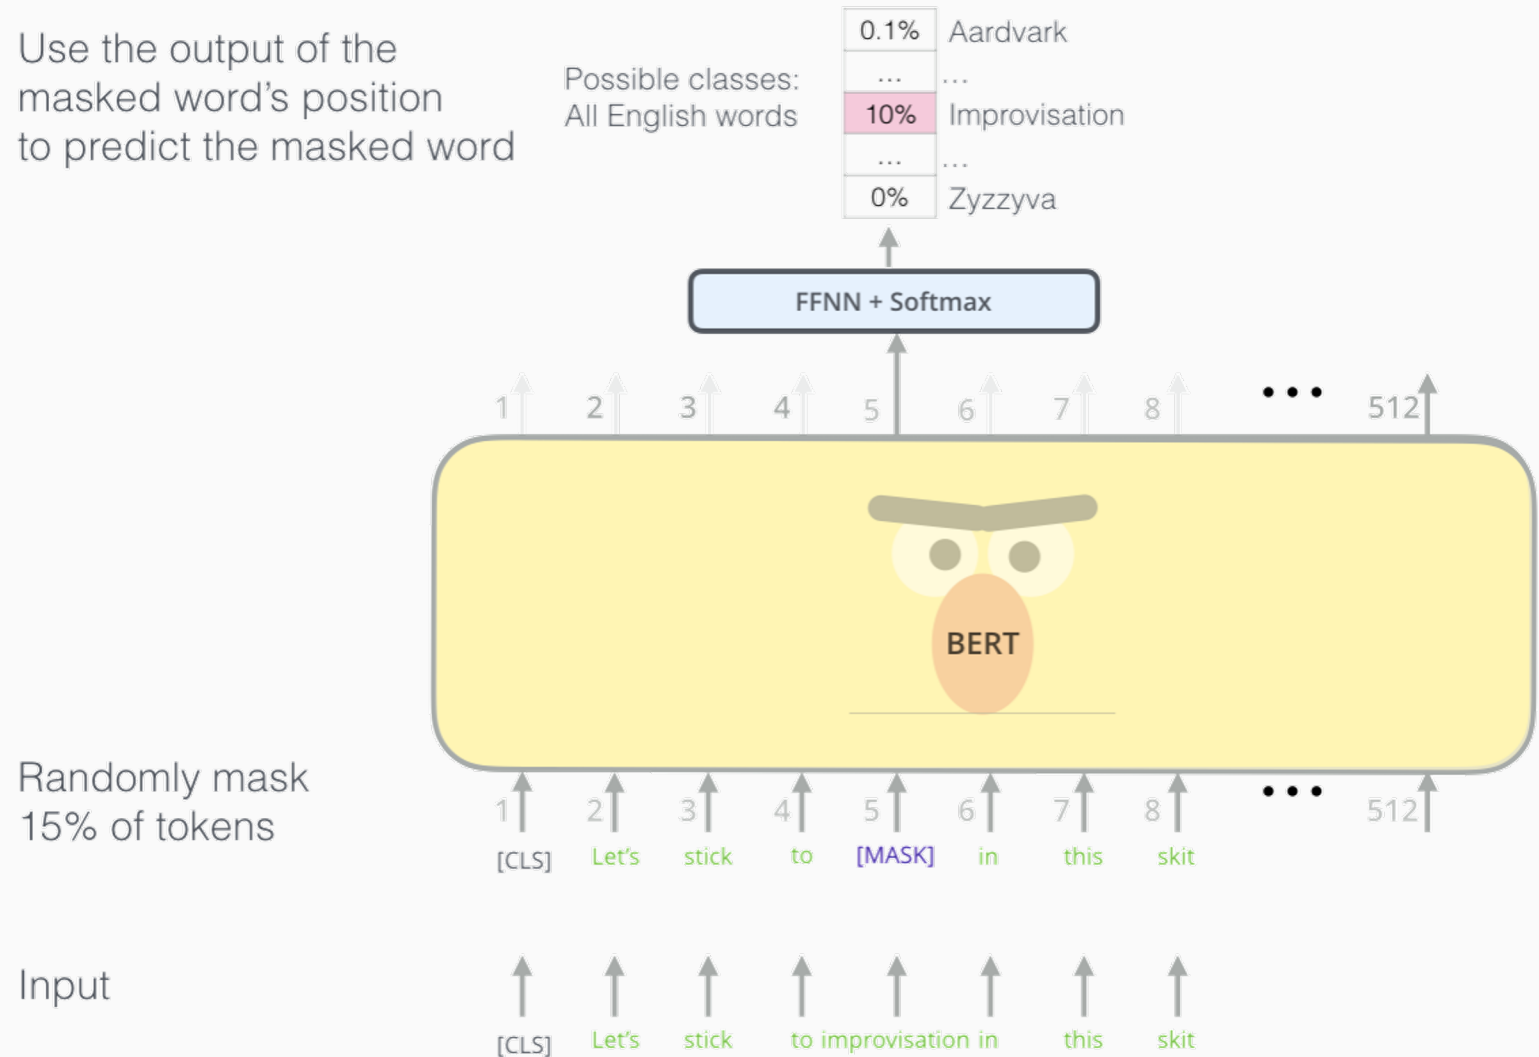 Use the output of the
masked word's position
to predict the masked word
Possible classes:
All English words
0.1% Aardvark
... ...
10% Improvisation
... ...
0% Zyzzyva
FFNN + Softmax
1 2 3 4 5 6 7 8 ••• 512
BERT
Randomly mask
15% of tokens
1 2 3 4 5 6 7 8 ••• 512
[CLS] Let's stick to [MASK] in this skit
Input
[CLS] Let's stick to improvisation in this skit